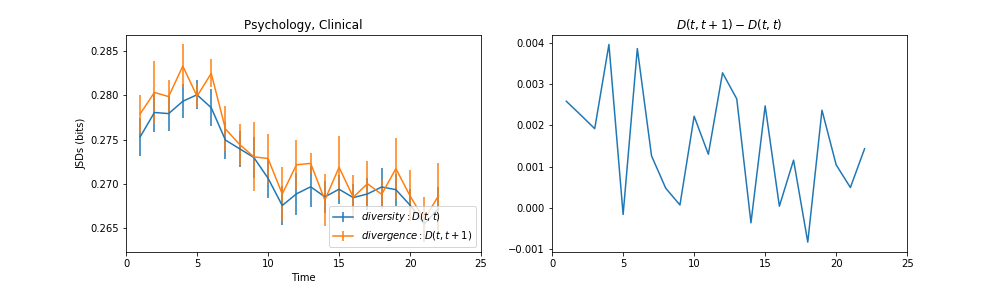 Psychology, Clinical
JSDs (bits)
0.285
0.280
0.275
0.270
0.265
0 5 10 15 20 25
Time
diversity: D(t, t)
divergence: D(t, t + 1)
D(t, t + 1) − D(t, t)
0.004
0.003
0.002
0.001
0.000
−0.001
0 5 10 15 20 25